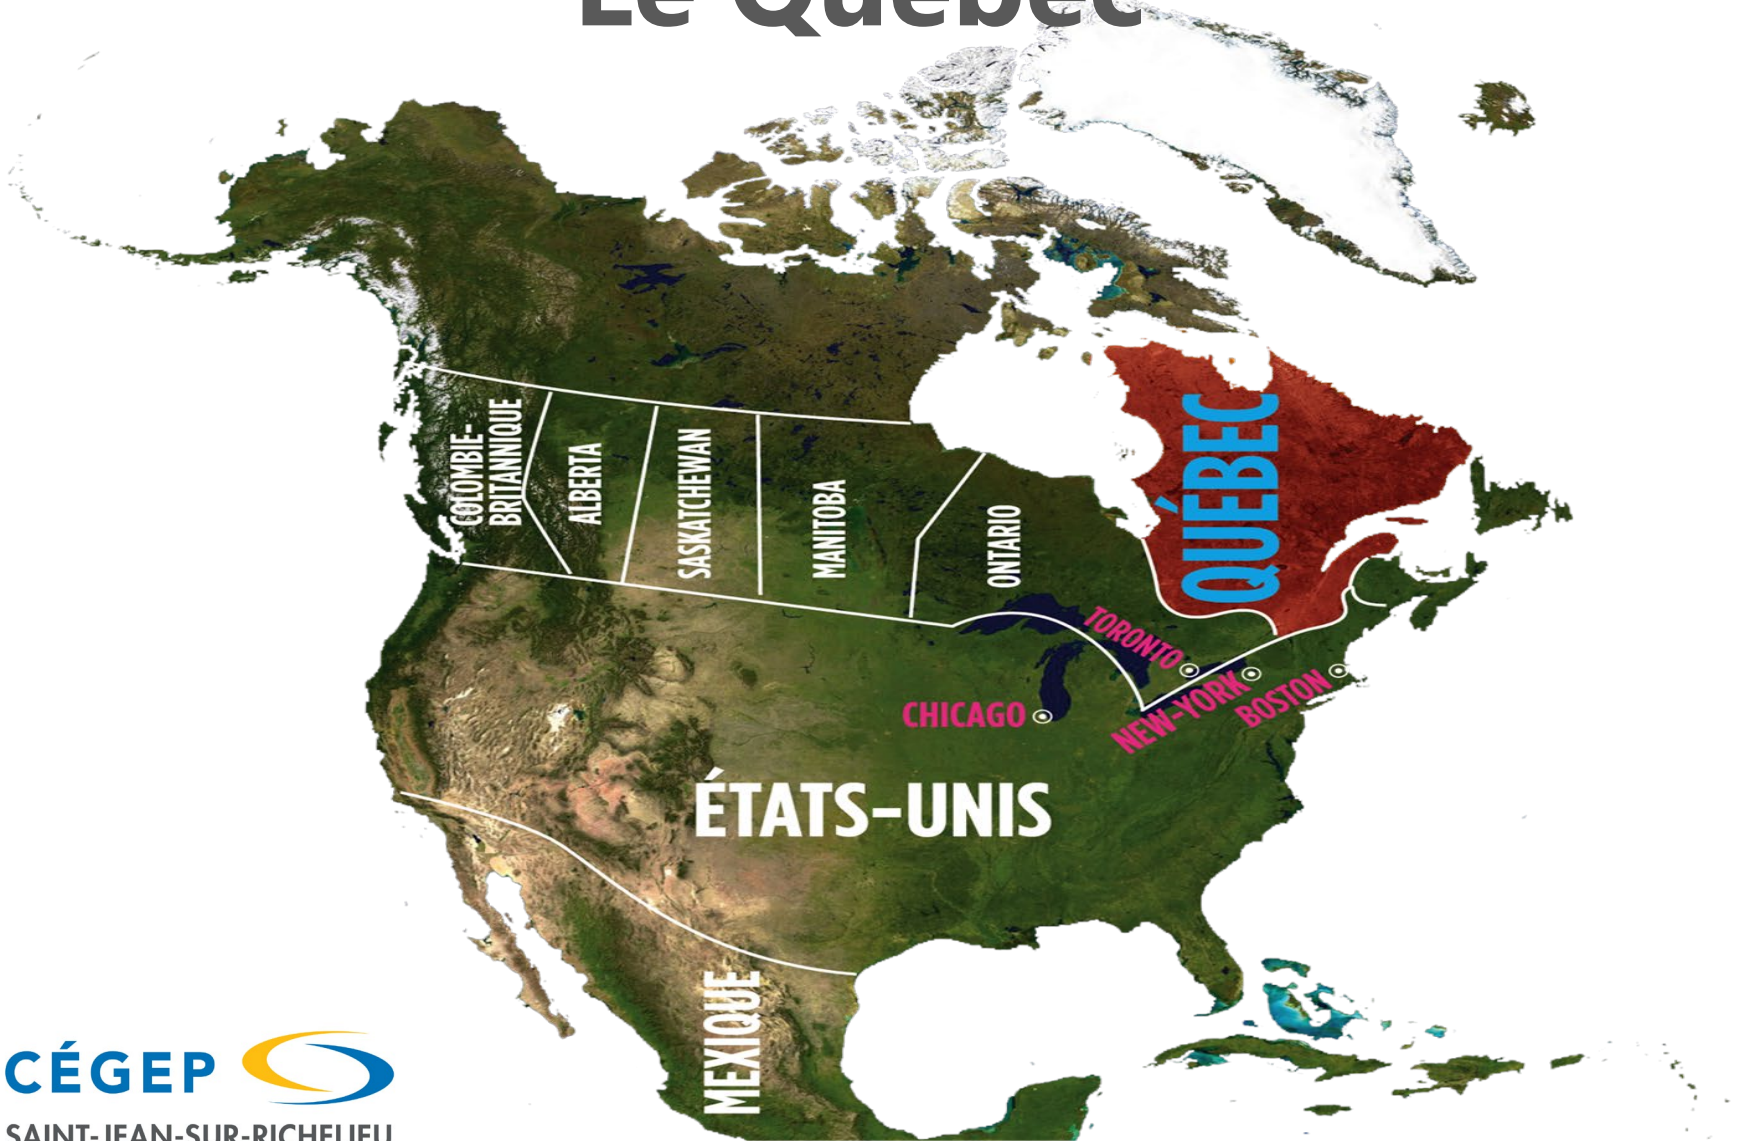 Le Québec
COLOMBIE-
BRITANNIQUE
ALBERTA
SASKATCHEWAN
MANITOBA
ONTARIO
QUÉBEC
TORONTO
NEW-YORK
BOSTON
CHICAGO
ÉTATS-UNIS
MEXIQUE
CÉGEP
SAINT-JEAN-SUR-RICHELIEU